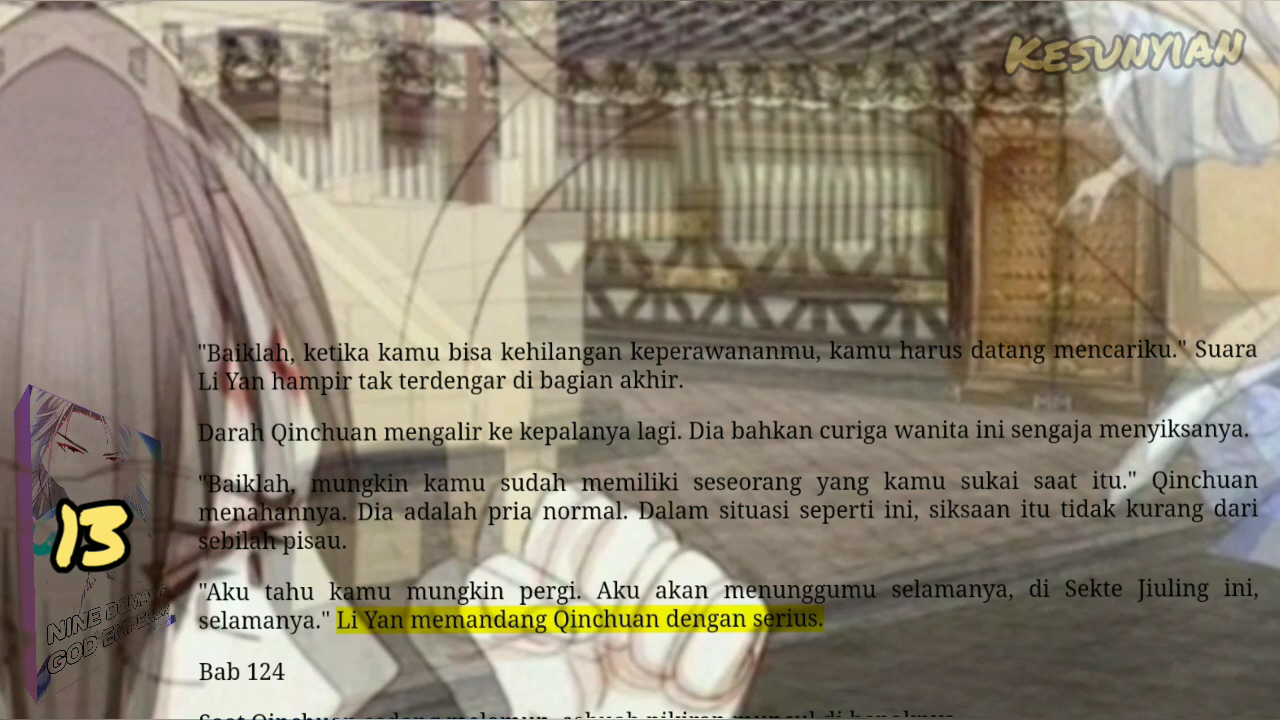 KESUNYIAN
"Baiklah, ketika kamu bisa kehilangan keperawananmu, kamu harus datang mencariku." Suara
Li Yan hampir tak terdengar di bagian akhir.
Darah Qinchuan mengalir ke kepalanya lagi. Dia bahkan curiga wanita ini sengaja menyiksanya.
"Baiklah, mungkin kamu sudah memiliki seseorang yang kamu sukai saat itu." Qinchuan
menahannya. Dia adalah pria normal. Dalam situasi seperti ini, siksaan itu tidak kurang dari
sebilah pisau.
"Aku tahu kamu mungkin pergi. Aku akan menunggumu selamanya, di Sekte Jiuling ini,
selamanya." Li Yan memandang Qinchuan dengan serius.
Bab 124
13
NINE
GOD